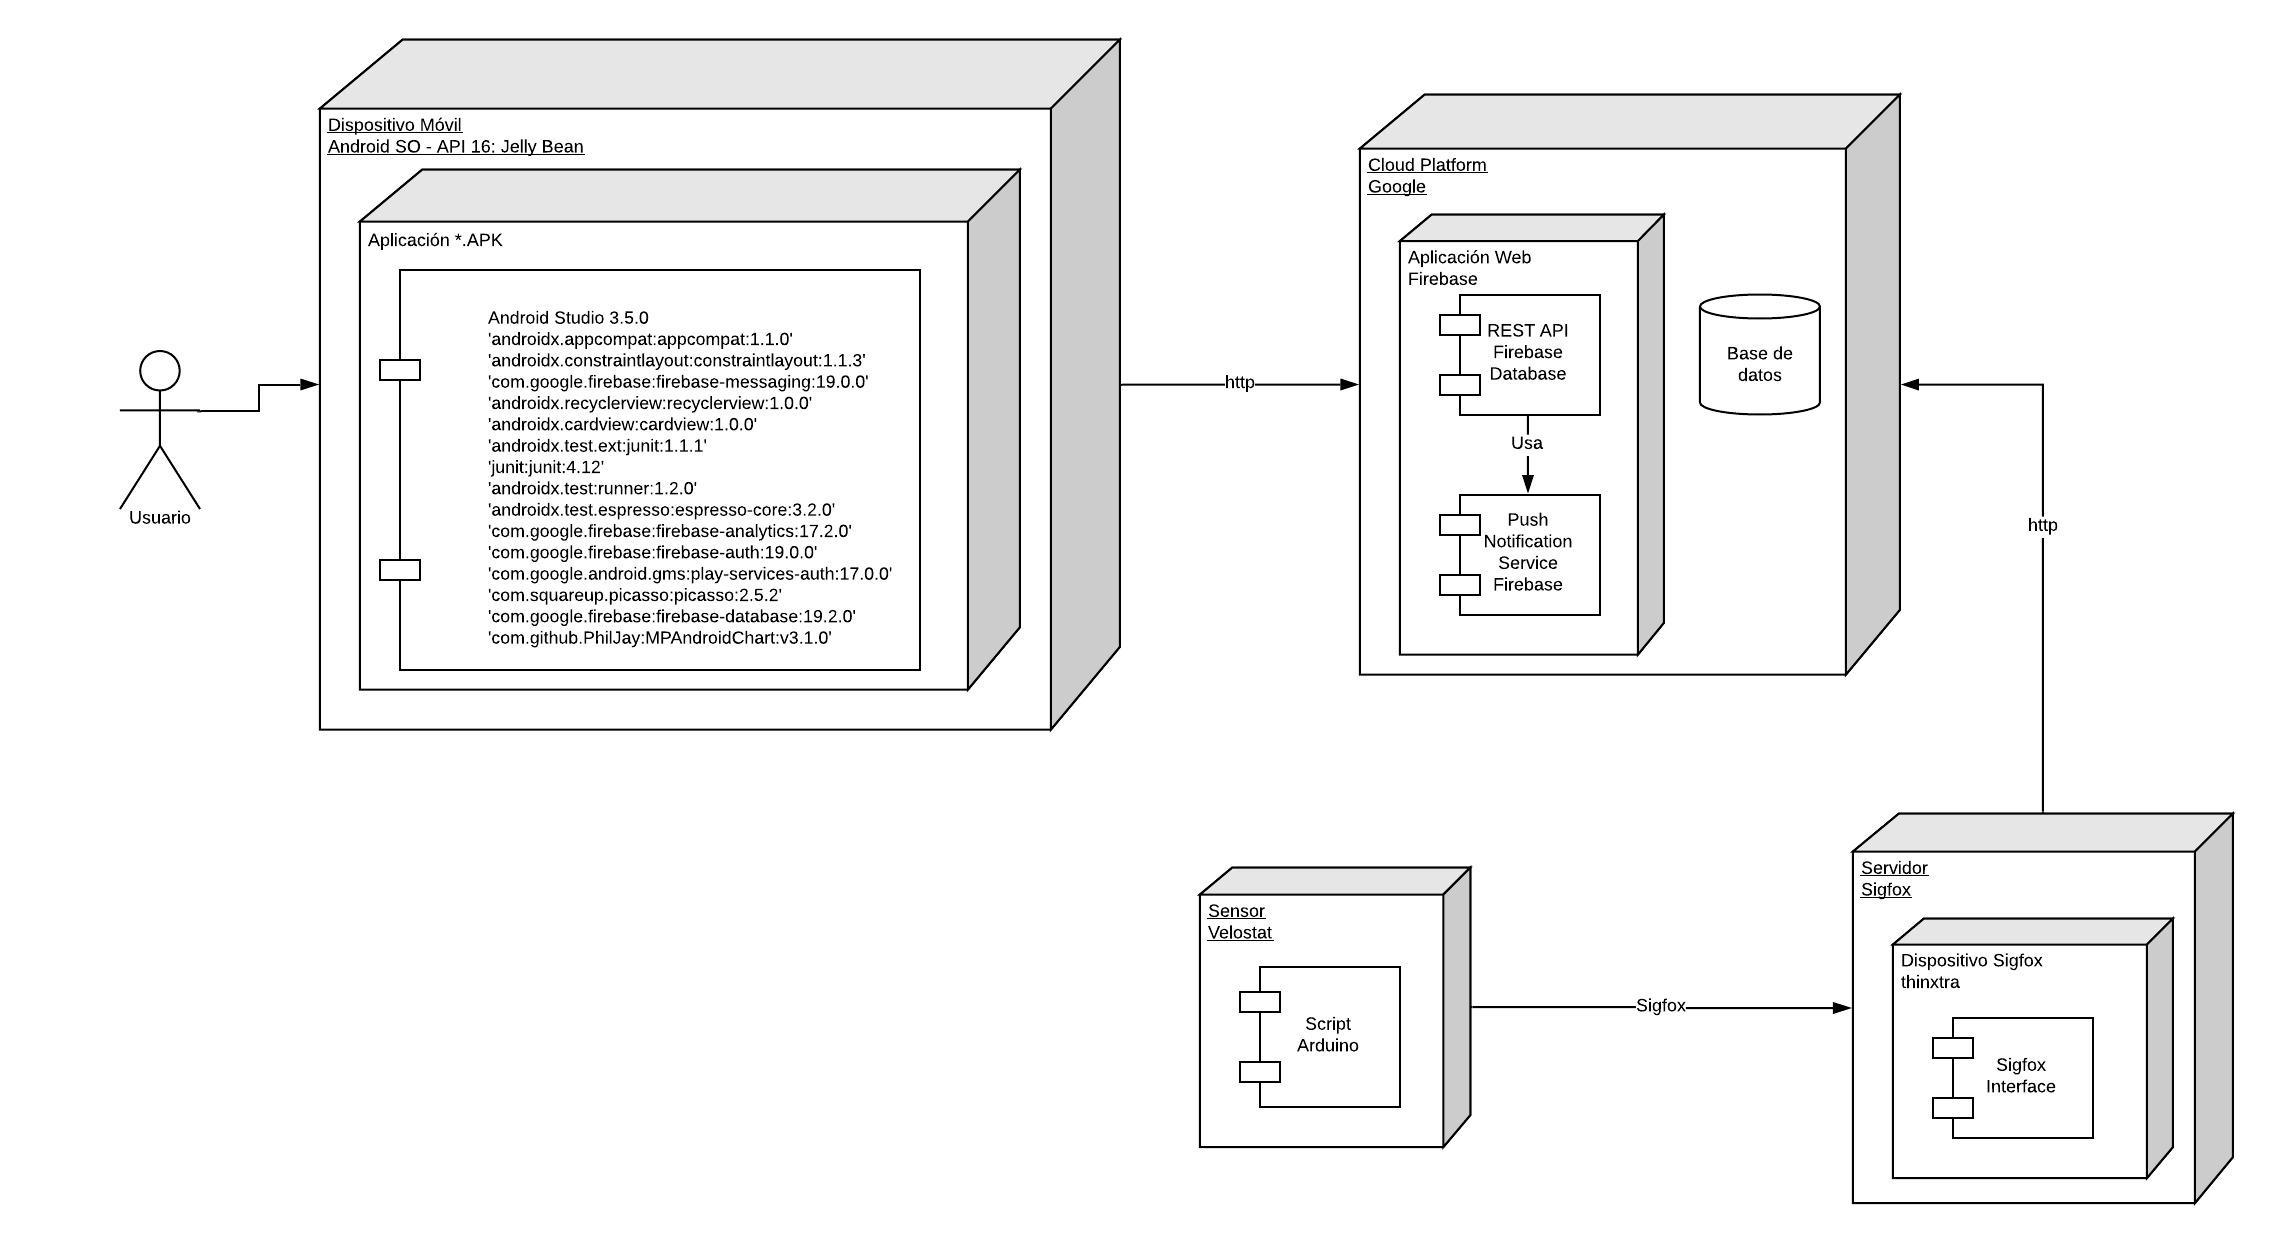 Usuario
Dispositivo Móvil
Android SO - API 16: Jelly Bean
Aplicación *.APK
Android Studio 3.5.0
'androidx.appcompat:appcompat:1.1.0'
'androidx.constraintlayout:constraintlayout:1.1.3'
'com.google.firebase:firebase-messaging:19.0.0'
'androidx.recyclerview:recyclerview:1.0.0'
'androidx.cardview:cardview:1.0.0'
'androidx.test.ext:junit:1.1.1'
'junit:junit:4.12'
'androidx.test:runner:1.2.0'
'androidx.test.espresso:espresso-core:3.2.0'
'com.google.firebase:firebase-analytics:17.2.0'
'com.google.firebase:firebase-auth:19.0.0'
'com.google.android.gms:play-services-auth:17.0.0'
'com.squareup.picasso:picasso:2.5.2'
'com.google.firebase:firebase-database:19.2.0'
'com.github.PhilJay:MPAndroidChart:v3.1.0'
http
Cloud Platform
Google
Aplicación Web
Firebase
REST API
Firebase
Database
Usa
Push
Notification
Service
Firebase
Base de
datos
http
Sensor
Velostat
Script
Arduino
Sigfox
Servidor
Sigfox
Dispositivo Sigfox
thinxtra
Sigfox
Interface